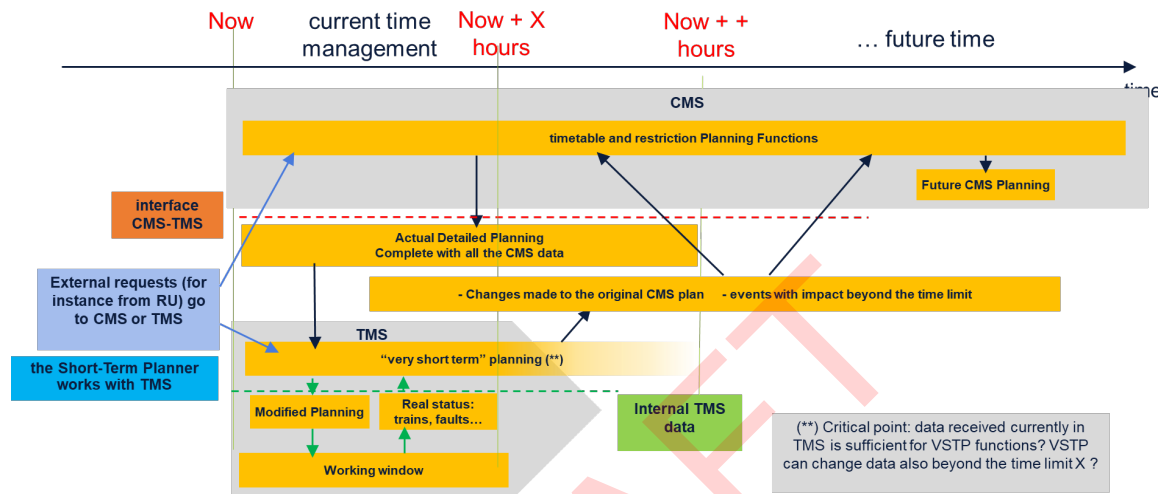 Now
current time
management
Now + X
hours
Now + +
hours
… future time
time
CMS
timetable and restriction Planning Functions
Future CMS Planning
interface
CMS-TMS
Actual Detailed Planning
Complete with all the CMS data
External requests (for
instance from RU) go
to CMS or TMS
- Changes made to the original CMS plan - events with impact beyond the time limit
TMS
"very short term" planning (**)
the Short-Term Planner
works with TMS
Modified Planning
Real status:
trains, faults…
Internal TMS
data
Working window
(**) Critical point: data received currently in
TMS is sufficient for VSTP functions? VSTP
can change data also beyond the time limit X ?